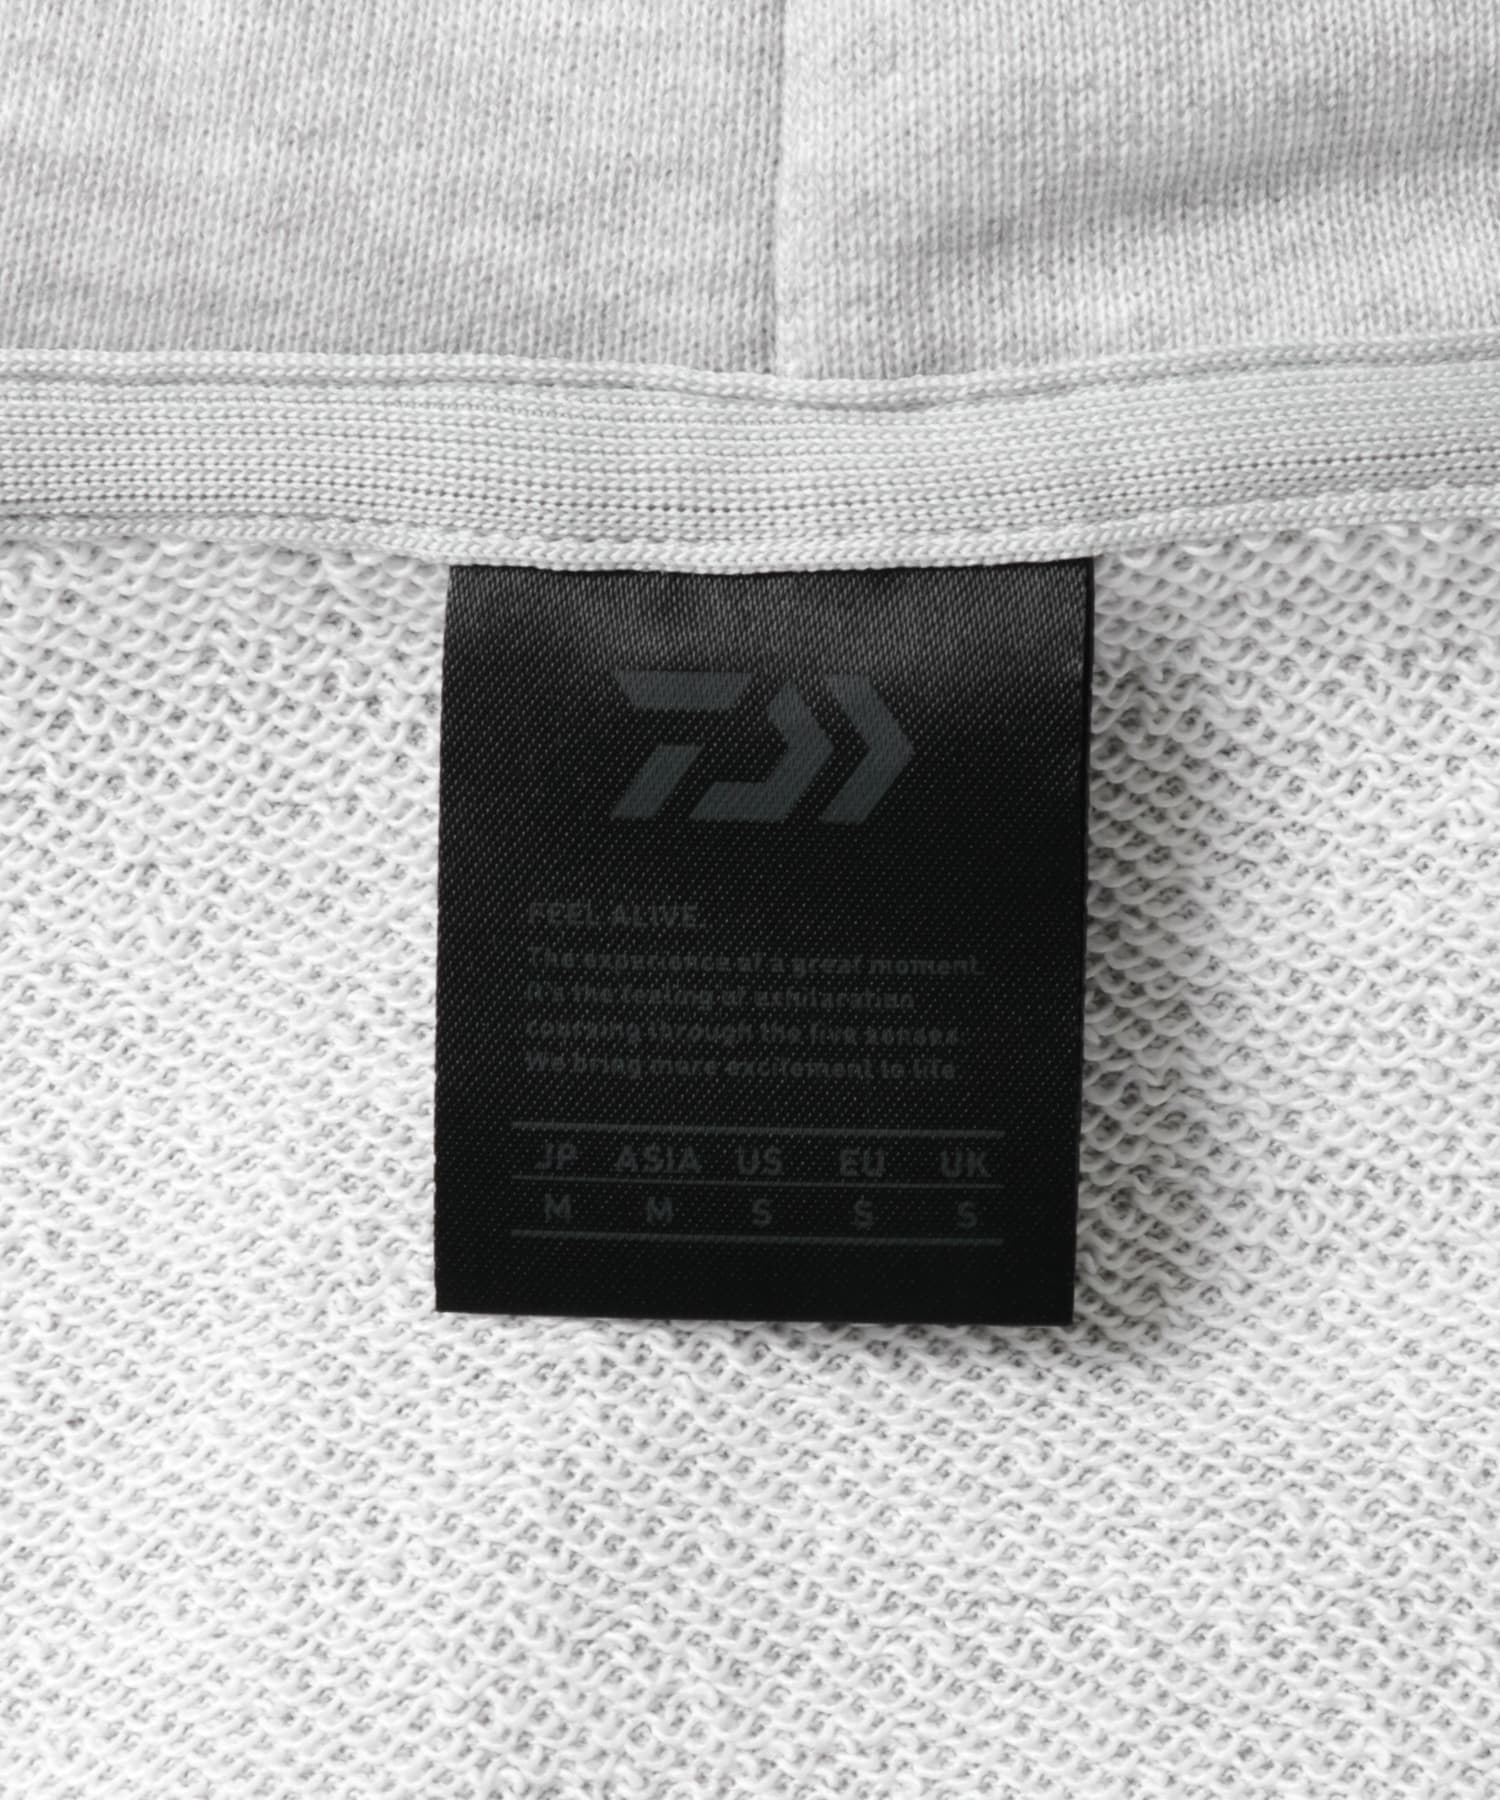 FEEL ALIVE.
The experience of a great moment.
It's the feeling of exhilaration
coursing through the five senses.
We bring more excitement to life
JP ASIA US EU UK
M M S S S